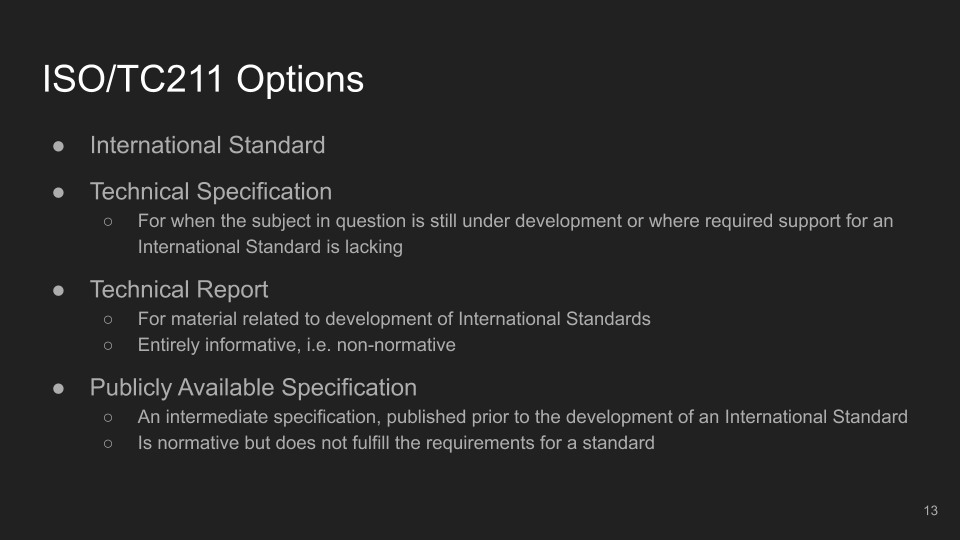 ISO/TC211 Options
● International Standard
● Technical Specification
○ For when the subject in question is still under development or where required support for an
International Standard is lacking
● Technical Report
○ For material related to development of International Standards
○ Entirely informative, i.e. non-normative
● Publicly Available Specification
○ An intermediate specification, published prior to the development of an International Standard
○ Is normative but does not fulfill the requirements for a standard
13